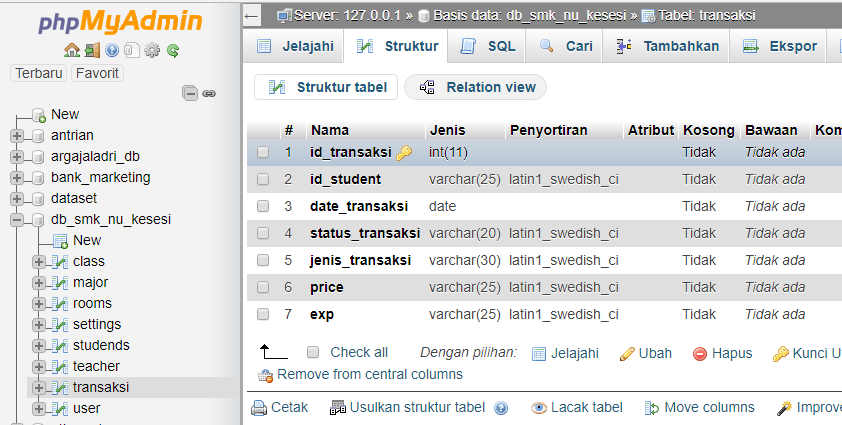 phpMyAdmin
Terbaru Favorit
New
antrian
argajaladri_db
bank_marketing
dataset
db_smk_nu_kesesi
New
class
major
rooms
settings
studends
teacher
transaksi
user
Server: 127.0.0.1 » Basis data: db_smk_nu_kesesi » Tabel: transaksi
Jelajahi Struktur SQL Cari Tambahkan Ekspor
Struktur tabel Relation view
# Nama Jenis Penyortiran Atribut Kosong Bawaan Kom
1 id_transaksi int(11) Tidak Tidak ada
2 id_student varchar(25) latin1_swedish_ci Tidak Tidak ada
3 date_transaksi date Tidak Tidak ada
4 status_transaksi varchar(20) latin1_swedish_ci Tidak Tidak ada
5 jenis_transaksi varchar(30) latin1_swedish_ci Tidak Tidak ada
6 price varchar(25) latin1_swedish_ci Tidak Tidak ada
7 exp varchar(25) latin1_swedish_ci Tidak Tidak ada
Check all Dengan pilihan: Jelajahi Ubah Hapus Kunci U
Remove from central columns
Cetak Usulkan struktur tabel Lacak tabel Move columns Improve